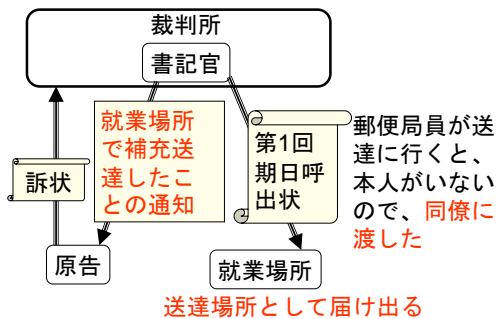 裁判所
書記官
就業場所
で補充送
達したこ
との通知
第1回
期日呼
出状
郵便局員が送
達に行くと、
本人がいない
ので、同僚に
渡した
訴状
原告
就業場所
送達場所として届け出る